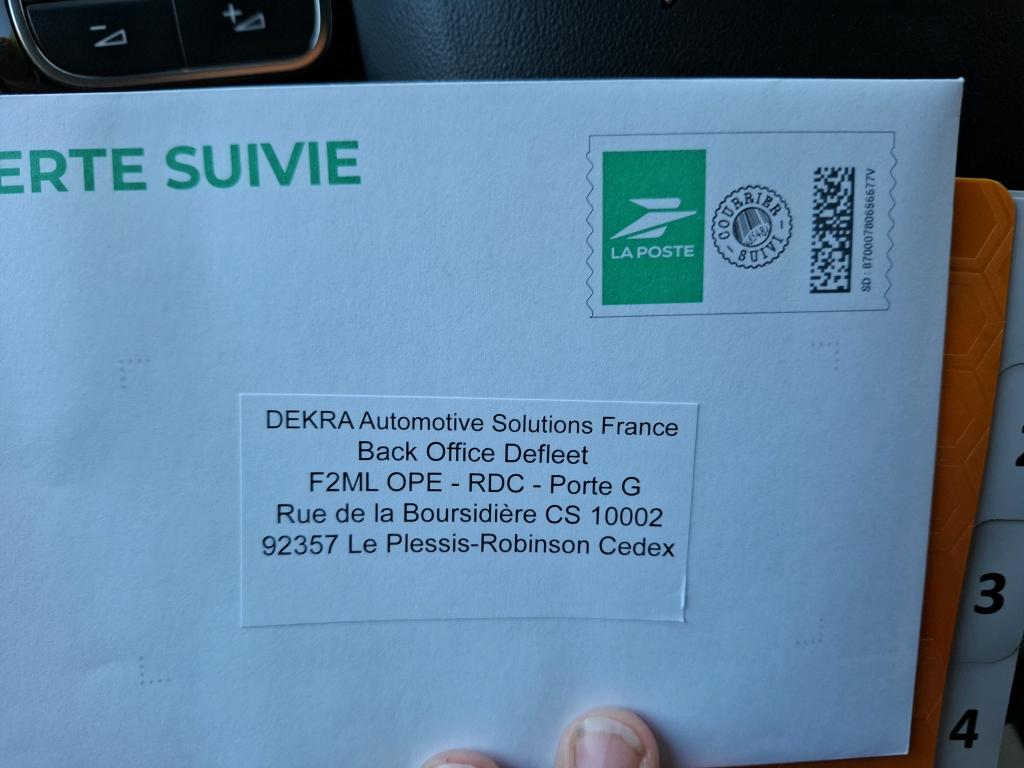 ERTE SUIVIE
LA POSTE
COURRIER
SUIVI
SD : 87000780656677V
DEKRA Automotive Solutions France
Back Office Defleet
F2ML OPE - RDC - Porte G
Rue de la Boursidière CS 10002
92357 Le Plessis-Robinson Cedex
3
4